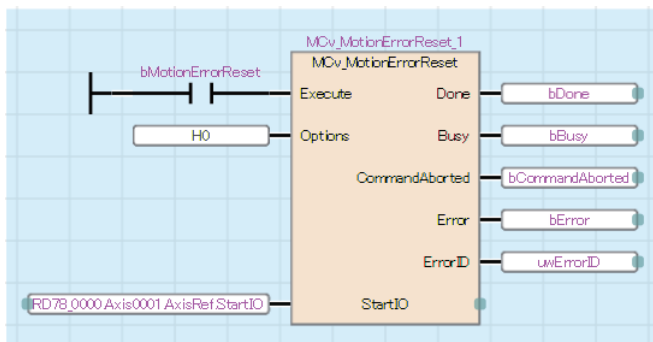 MCv_MotionErrorReset_1
bMotionErrorReset
MCv_MotionErrorReset
Execute Done bDone
H0 Options Busy bBusy
CommandAborted bCommandAborted
Error bError
ErrorID uwErrorID
RD78_0000.Axis0001.AxisRef.StartIO StartIO